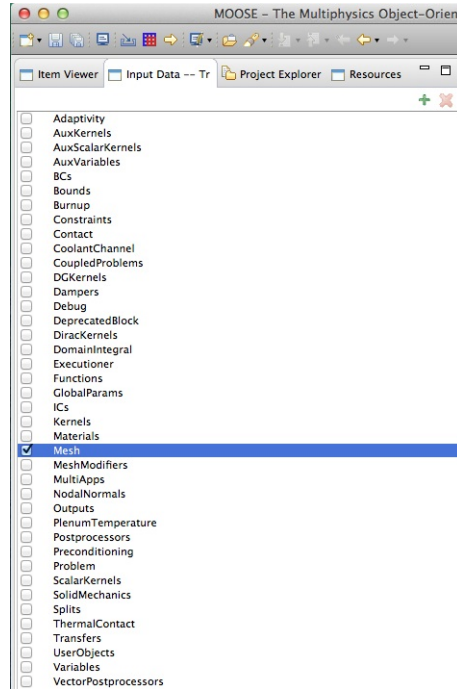 MOOSE – The Multiphysics Object-Orien
Item Viewer
Input Data -- Tr
Project Explorer
Resources
Adaptivity
AuxKernels
AuxScalarKernels
AuxVariables
BCs
Bounds
Burnup
Constraints
Contact
CoolantChannel
CoupledProblems
DGKernels
Dampers
Debug
DeprecatedBlock
DiracKernels
DomainIntegral
Executioner
Functions
GlobalParams
ICs
Kernels
Materials
Mesh
MeshModifiers
MultiApps
NodalNormals
Outputs
PlenumTemperature
Postprocessors
Preconditioning
Problem
ScalarKernels
SolidMechanics
Splits
ThermalContact
Transfers
UserObjects
Variables
VectorPostprocessors